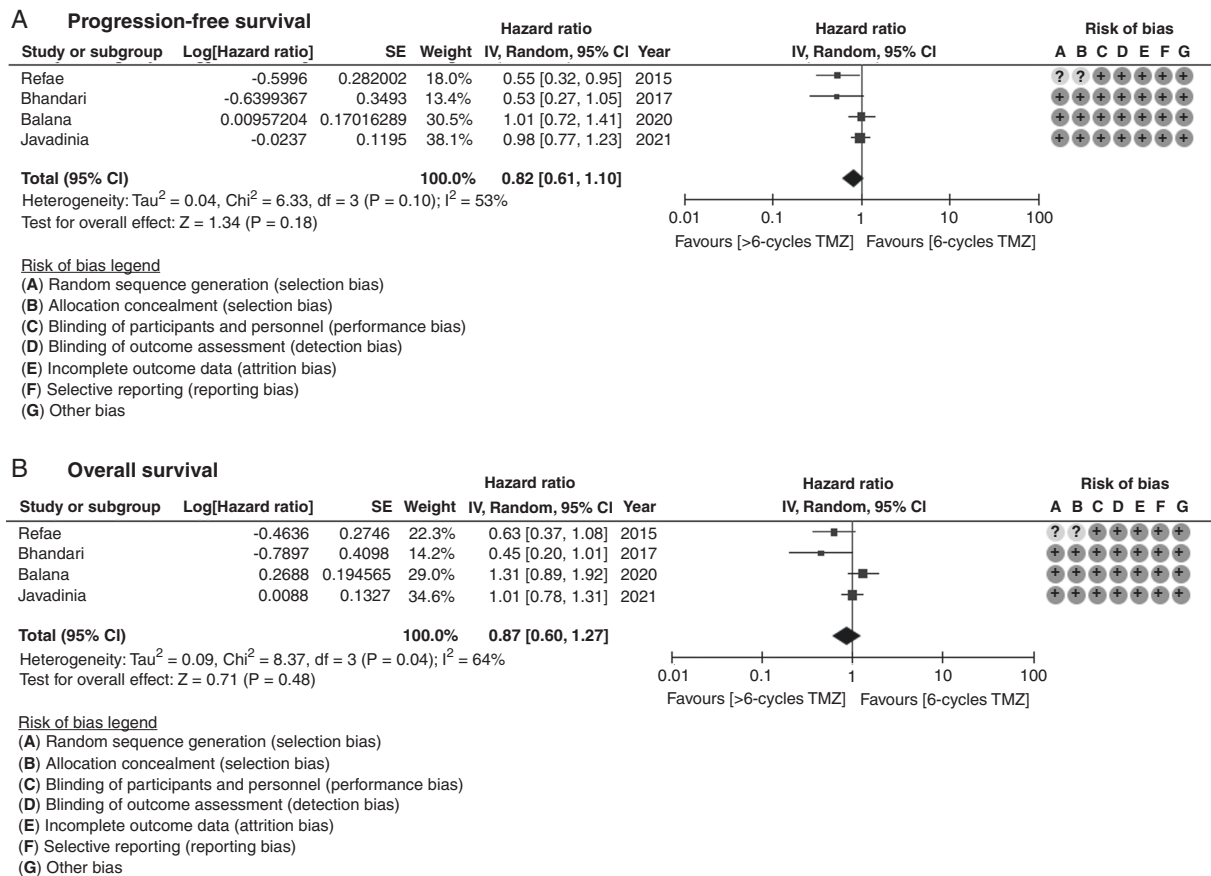 A Progression-free survival
Hazard ratio Hazard ratio Risk of bias
Study or subgroup Log[Hazard ratio] SE Weight IV, Random, 95% CI Year IV, Random, 95% CI A B C D E F G
Refae -0.5996 0.282002 18.0% 0.55 [0.32, 0.95] 2015 ? ? + + + + +
Bhandari -0.6399367 0.3493 13.4% 0.53 [0.27, 1.05] 2017 + + + + + + +
Balana 0.00957204 0.17016289 30.5% 1.01 [0.72, 1.41] 2020 + + + + + + +
Javadinia -0.0237 0.1195 38.1% 0.98 [0.77, 1.23] 2021 + + + + + + +
Total (95% CI) 100.0% 0.82 [0.61, 1.10]
Heterogeneity: Tau² = 0.04, Chi² = 6.33, df = 3 (P = 0.10); I² = 53%
Test for overall effect: Z = 1.34 (P = 0.18)
0.01 0.1 1 10 100
Favours [>6-cycles TMZ] Favours [6-cycles TMZ]
Risk of bias legend
(A) Random sequence generation (selection bias)
(B) Allocation concealment (selection bias)
(C) Blinding of participants and personnel (performance bias)
(D) Blinding of outcome assessment (detection bias)
(E) Incomplete outcome data (attrition bias)
(F) Selective reporting (reporting bias)
(G) Other bias
B Overall survival
Hazard ratio Hazard ratio Risk of bias
Study or subgroup Log[Hazard ratio] SE Weight IV, Random, 95% CI Year IV, Random, 95% CI A B C D E F G
Refae -0.4636 0.2746 22.3% 0.63 [0.37, 1.08] 2015 ? ? + + + + +
Bhandari -0.7897 0.4098 14.2% 0.45 [0.20, 1.01] 2017 + + + + + + +
Balana 0.2688 0.194565 29.0% 1.31 [0.89, 1.92] 2020 + + + + + + +
Javadinia 0.0088 0.1327 34.6% 1.01 [0.78, 1.31] 2021 + + + + + + +
Total (95% CI) 100.0% 0.87 [0.60, 1.27]
Heterogeneity: Tau² = 0.09, Chi² = 8.37, df = 3 (P = 0.04); I² = 64%
Test for overall effect: Z = 0.71 (P = 0.48)
0.01 0.1 1 10 100
Favours [>6-cycles TMZ] Favours [6-cycles TMZ]
Risk of bias legend
(A) Random sequence generation (selection bias)
(B) Allocation concealment (selection bias)
(C) Blinding of participants and personnel (performance bias)
(D) Blinding of outcome assessment (detection bias)
(E) Incomplete outcome data (attrition bias)
(F) Selective reporting (reporting bias)
(G) Other bias